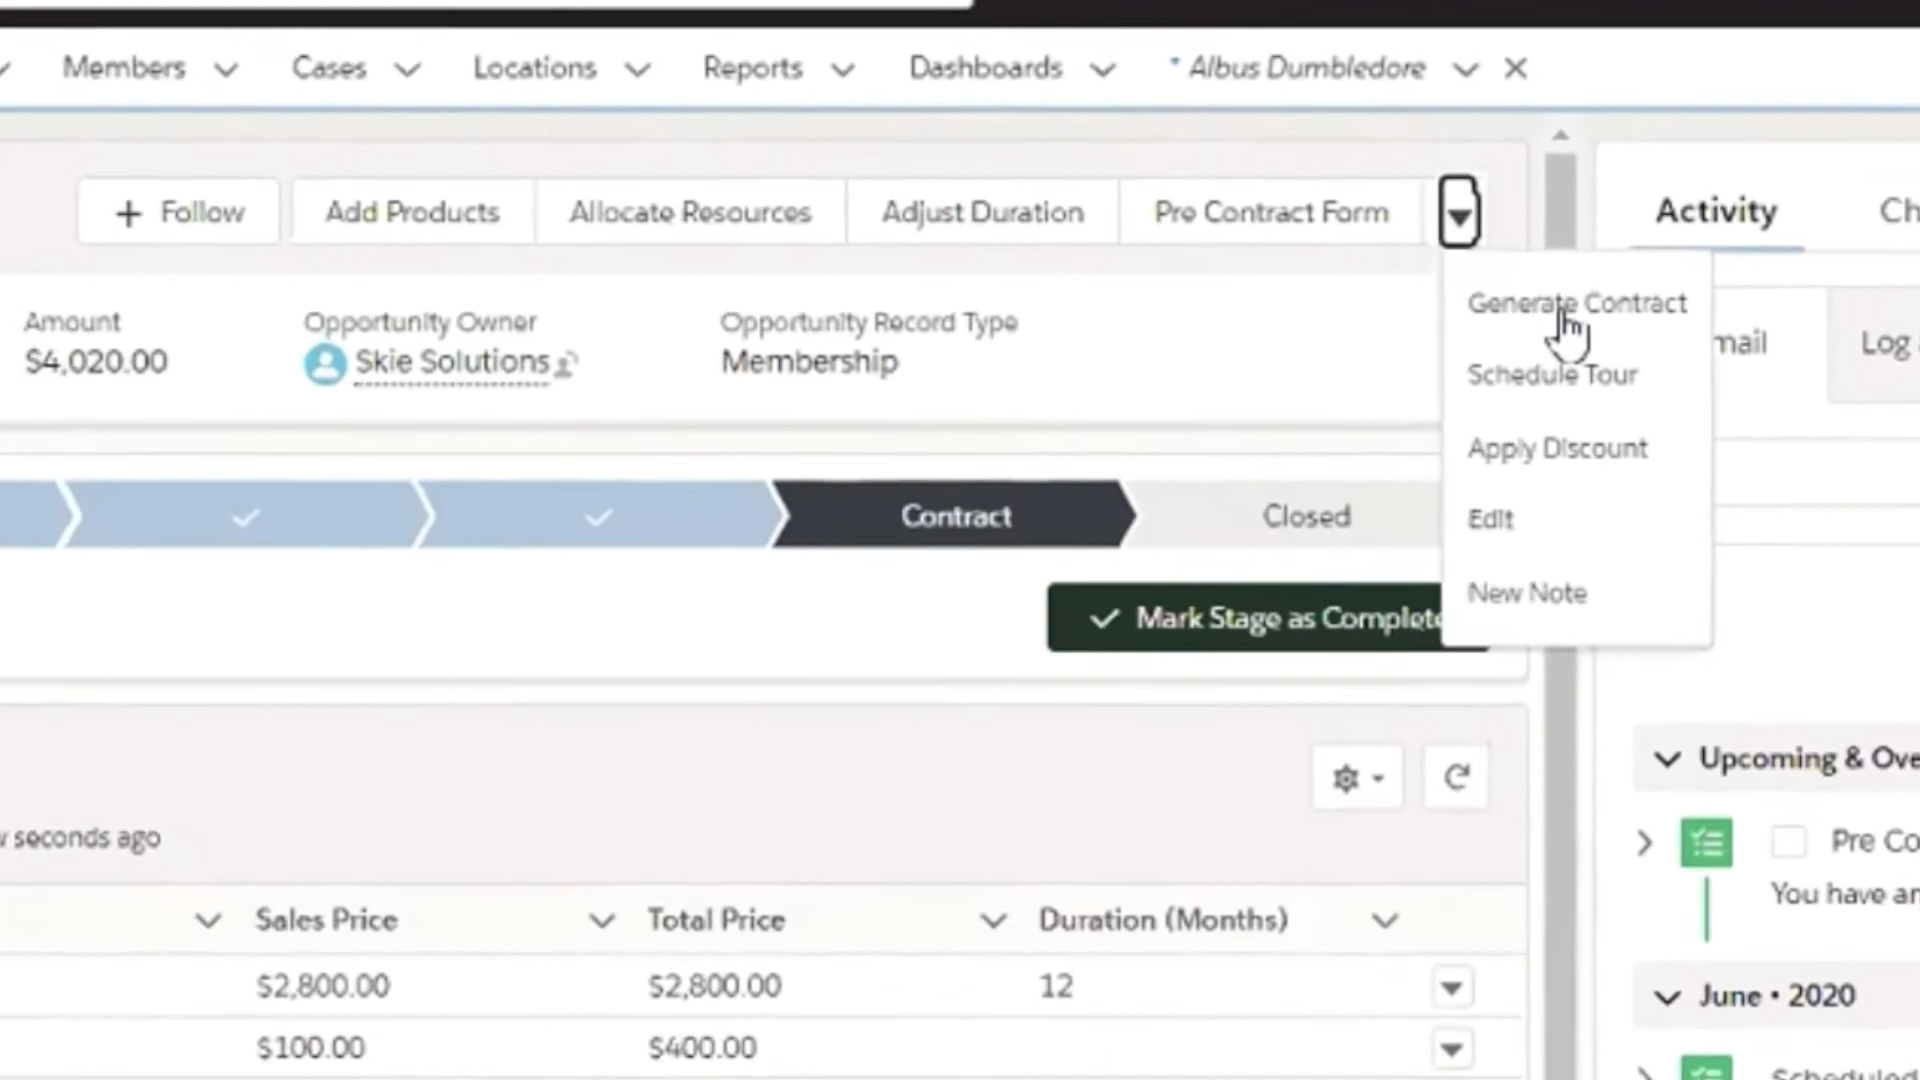 Members Cases Locations Reports Dashboards * Albus Dumbledore
Follow Add Products Allocate Resources Adjust Duration Pre Contract Form
Activity
Generate Contract
Schedule Tour
Apply Discount
Edit
New Note
Amount Opportunity Owner Opportunity Record Type
$4,020.00 Skie Solutions Membership
mail Log
Contract Closed
Mark Stage as Complete
seconds ago
Sales Price Total Price Duration (Months)
$2,800.00 $2,800.00 12
$100.00 $400.00
Upcoming & Ove
Pre Co
You have an
June • 2020
Scheduled